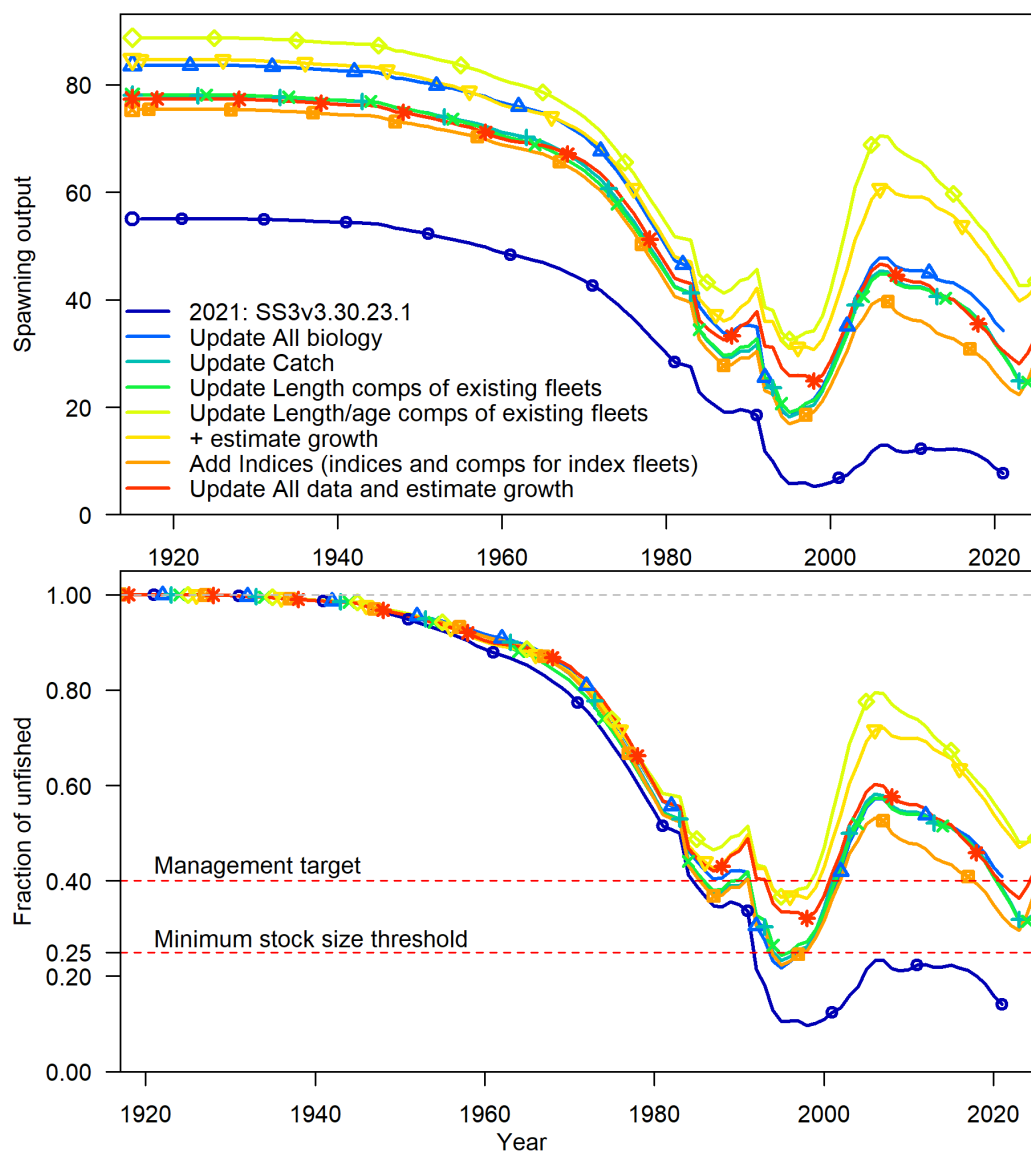 80
60
40
20
0
Spawning output
2021: SS3v3.30.23.1
Update All biology
Update Catch
Update Length comps of existing fleets
Update Length/age comps of existing fleets
+ estimate growth
Add Indices (indices and comps for index fleets)
Update All data and estimate growth
1920 1940 1960 1980 2000 2020
1.00
0.80
0.60
0.40
0.25
0.20
0.00
Fraction of unfished
Management target
Minimum stock size threshold
1920 1940 1960 1980 2000 2020
Year